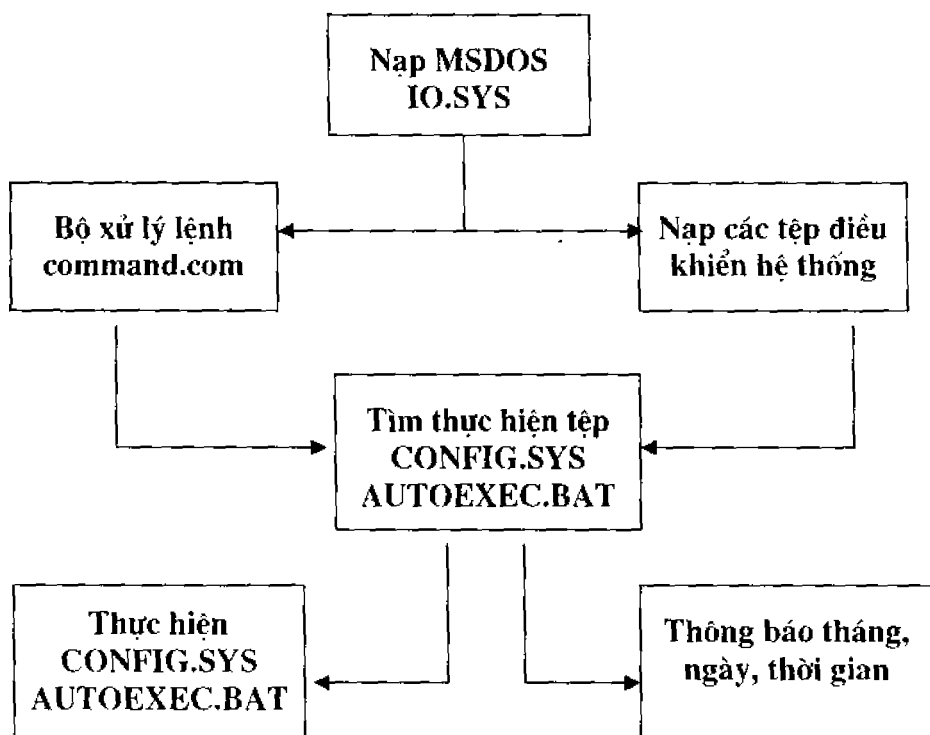 Nạp MSDOS
IO.SYS
Bộ xử lý lệnh
command.com
Nạp các tệp điều
khiển hệ thống
Tìm thực hiện tệp
CONFIG.SYS
AUTOEXEC.BAT
Thực hiện
CONFIG.SYS
AUTOEXEC.BAT
Thông báo tháng,
ngày, thời gian